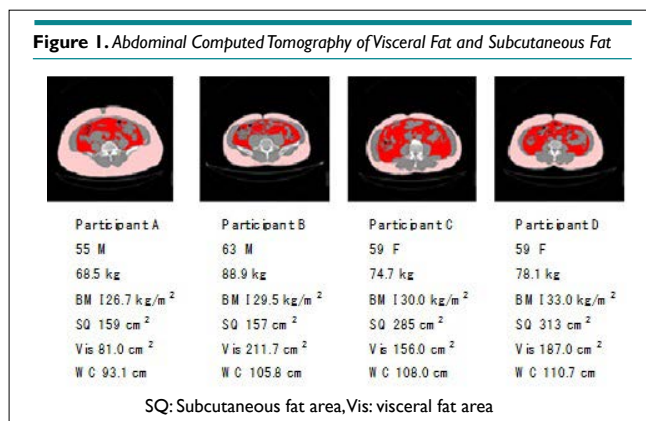 Figure 1. Abdominal Computed Tomography of Visceral Fat and Subcutaneous Fat
Participant A
55 M
68.5 kg
BMI 26.7 kg/m²
SQ 159 cm²
Vis 81.0 cm²
WC 93.1 cm
Participant B
63 M
88.9 kg
BMI 29.5 kg/m²
SQ 157 cm²
Vis 211.7 cm²
WC 105.8 cm
Participant C
59 F
74.7 kg
BMI 30.0 kg/m²
SQ 285 cm²
Vis 156.0 cm²
WC 108.0 cm
Participant D
59 F
78.1 kg
BMI 33.0 kg/m²
SQ 313 cm²
Vis 187.0 cm²
WC 110.7 cm
SQ: Subcutaneous fat area, Vis: visceral fat area